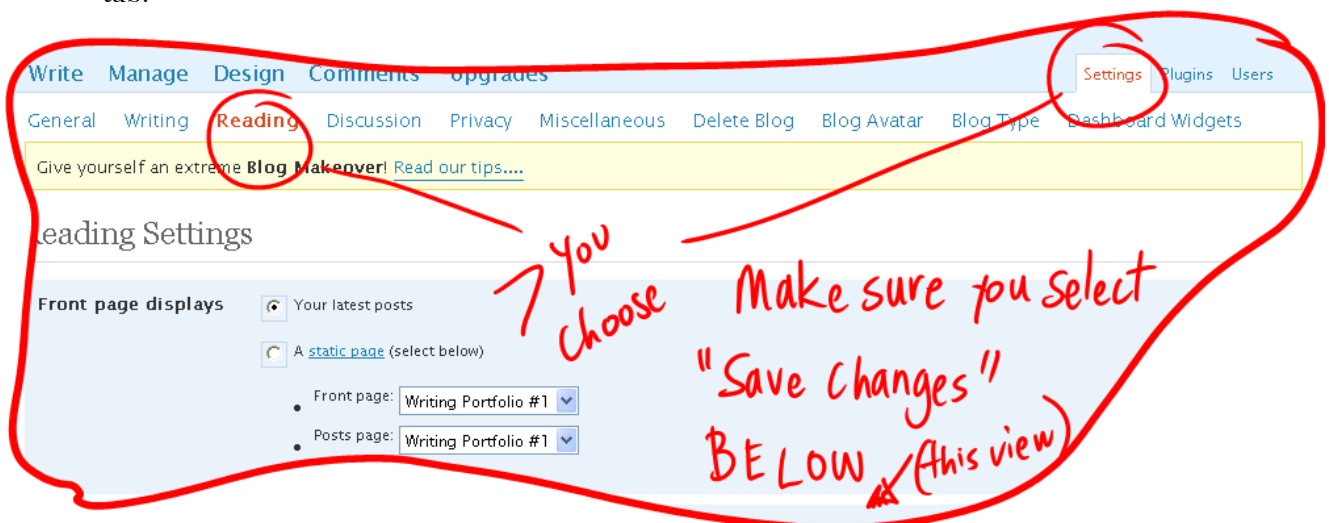 Write Manage Design Comments Upgrades Settings Plugins Users
General Writing Reading Discussion Privacy Miscellaneous Delete Blog Blog Avatar Blog Type Dashboard Widgets
Give yourself an extreme Blog Makeover! Read our tips....
Reading Settings
Front page displays Your latest posts
A static page (select below)
Front page: Writing Portfolio #1
Posts page: Writing Portfolio #1
You
choose
Make sure you select
"Save Changes"
BELOW (this view)